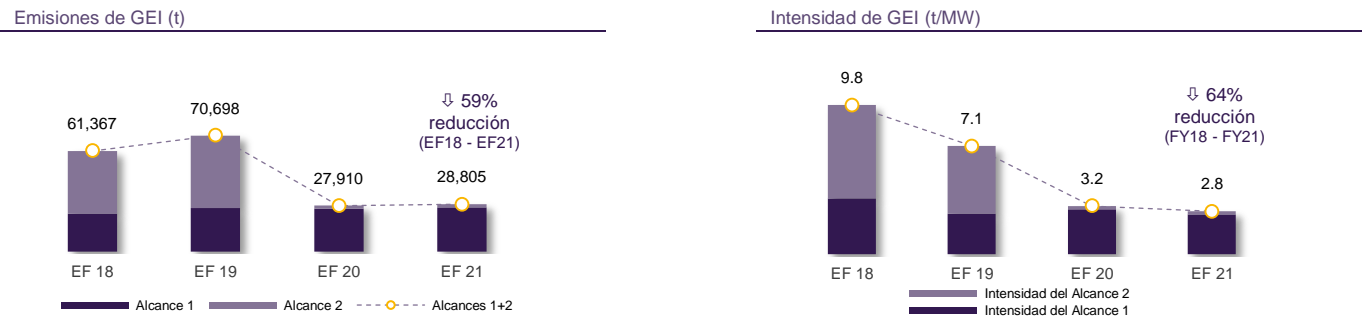 Emisiones de GEI (t)
61,367
70,698
27,910
28,805
⇩ 59%
reducción
(EF18 - EF21)
EF 18
EF 19
EF 20
EF 21
Alcance 1
Alcance 2
Alcances 1+2
Intensidad de GEI (t/MW)
9.8
7.1
3.2
2.8
⇩ 64%
reducción
(FY18 - FY21)
EF 18
EF 19
EF 20
EF 21
Intensidad del Alcance 2
Intensidad del Alcance 1